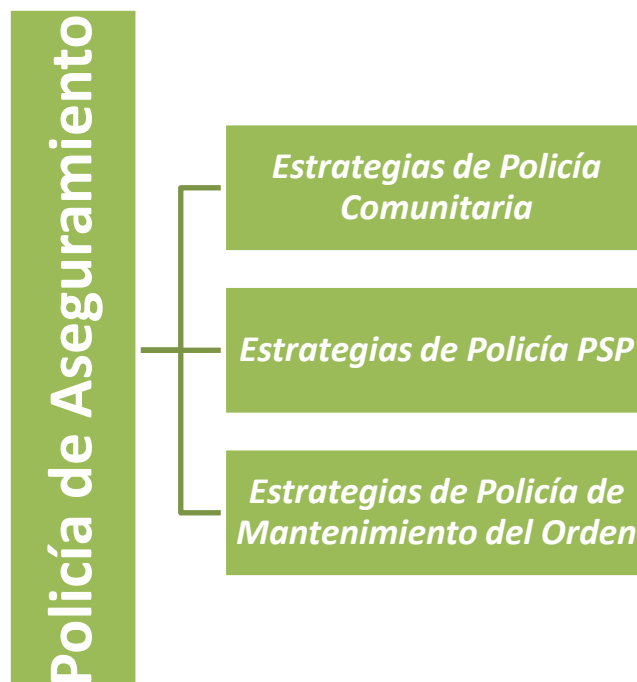 Policía de Aseguramiento
Estrategias de Policía
Comunitaria
Estrategias de Policía PSP
Estrategias de Policía de
Mantenimiento del Orden